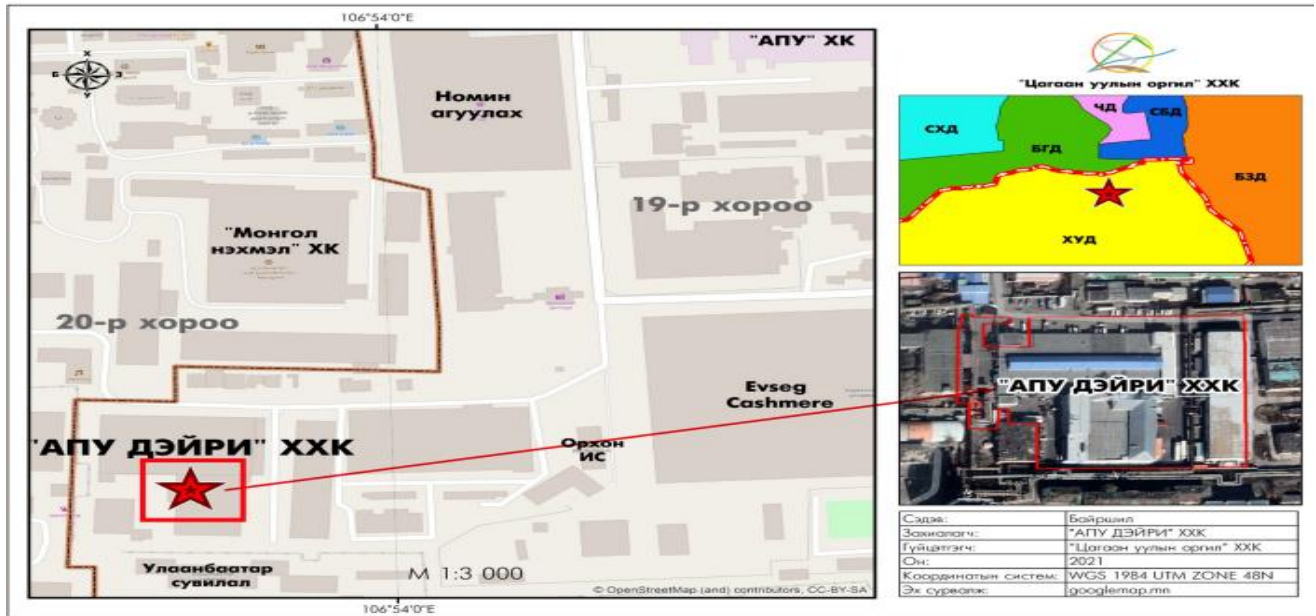 106°54'0"E
Х
Б З
У
"АПУ" ХК
Номин
агуулах
19-р хороо
"Монгол
нэхмэл" ХК
20-р хороо
Evseg
Cashmere
"АПУ ДЭЙРИ" ХХК
Орхон
ИС
Улаанбаатар
сувилал
М 1:3 000
© OpenStreetMap (and) contributors, CC-BY-SA
106°54'0"E
"Цагаан уулын оргил" ХХК
СХД
ЧД
СБД
БГД
БЗД
ХУД
"АПУ ДЭЙРИ" ХХК
Сэдэв: Байршил
Захиалагч: "АПУ ДЭЙРИ" ХХК
Гүйцэтгэгч: "Цагаан уулын оргил" ХХК
Он: 2021
Координатын систем: WGS 1984 UTM ZONE 48N
Эх сурвалж: googlemap.mn